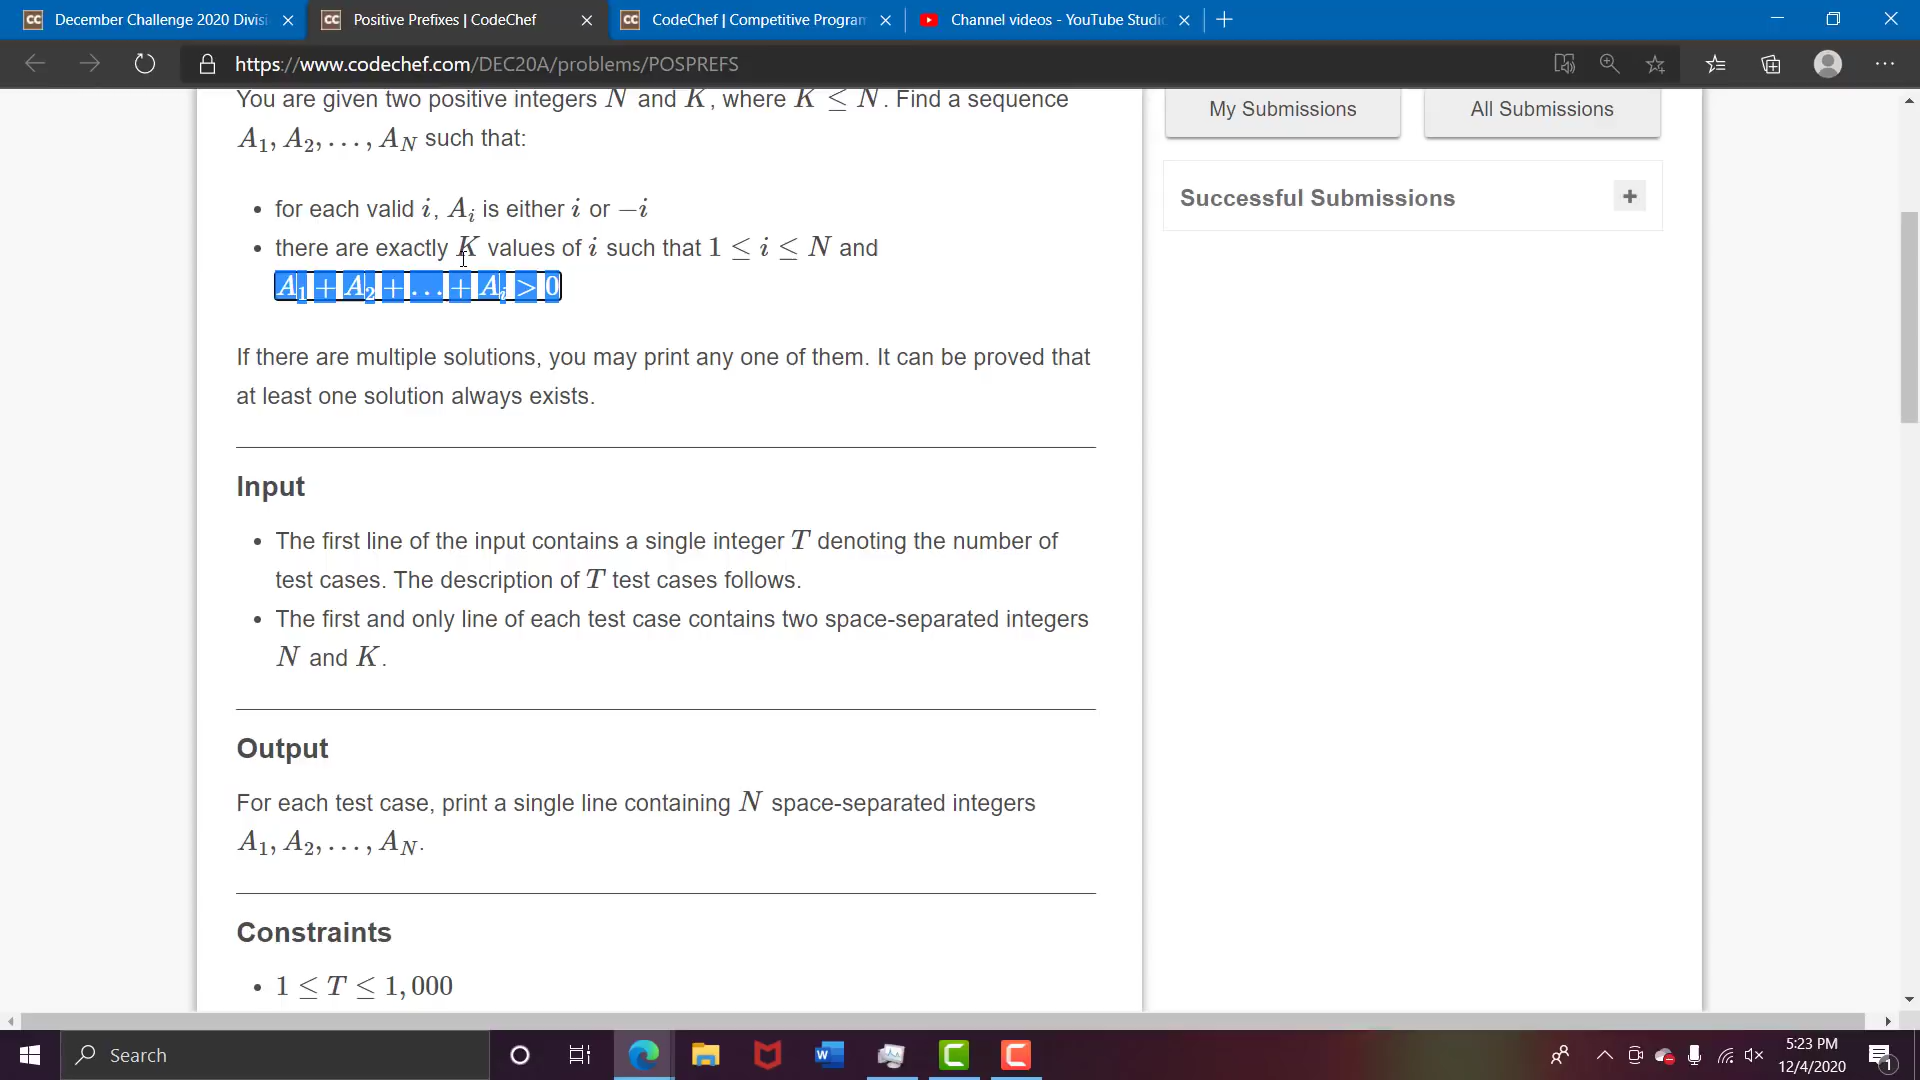 December Challenge 2020 Divisi
Positive Prefixes | CodeChef
CodeChef | Competitive Program
Channel videos - YouTube Studio
https://www.codechef.com/DEC20A/problems/POSPREFS
You are given two positive integers N and K, where K ≤ N. Find a sequence
A₁, A₂, …, A_N such that:
• for each valid i, A_i is either i or −i
• there are exactly K values of i such that 1 ≤ i ≤ N and
A₁ + A₂ + … + A_i > 0
If there are multiple solutions, you may print any one of them. It can be proved that
at least one solution always exists.
Input
• The first line of the input contains a single integer T denoting the number of
test cases. The description of T test cases follows.
• The first and only line of each test case contains two space-separated integers
N and K.
Output
For each test case, print a single line containing N space-separated integers
A₁, A₂, …, A_N.
Constraints
• 1 ≤ T ≤ 1,000
My Submissions
All Submissions
Successful Submissions
+
Search
5:23 PM
12/4/2020
1